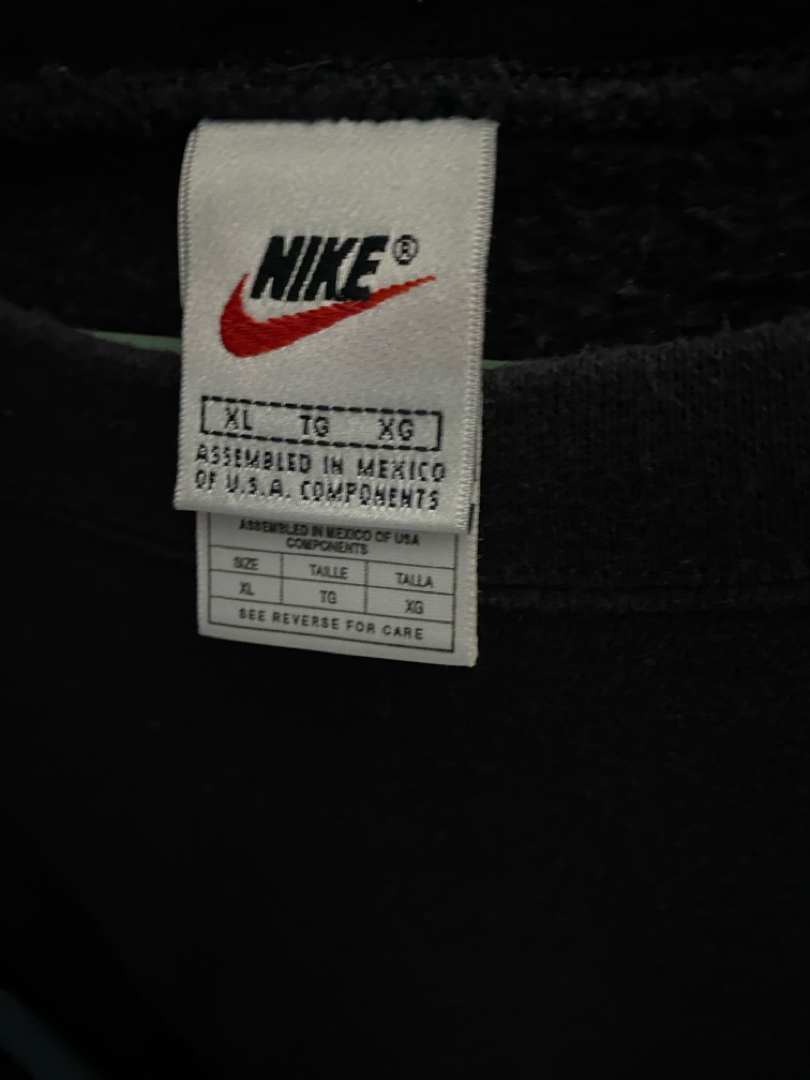 NIKE®
XL TG XG
ASSEMBLED IN MEXICO
OF U.S.A. COMPONENTS
ASSEMBLED IN MEXICO OF USA
COMPONENTS
SIZE TAILLE TALLA
XL TG XG
SEE REVERSE FOR CARE